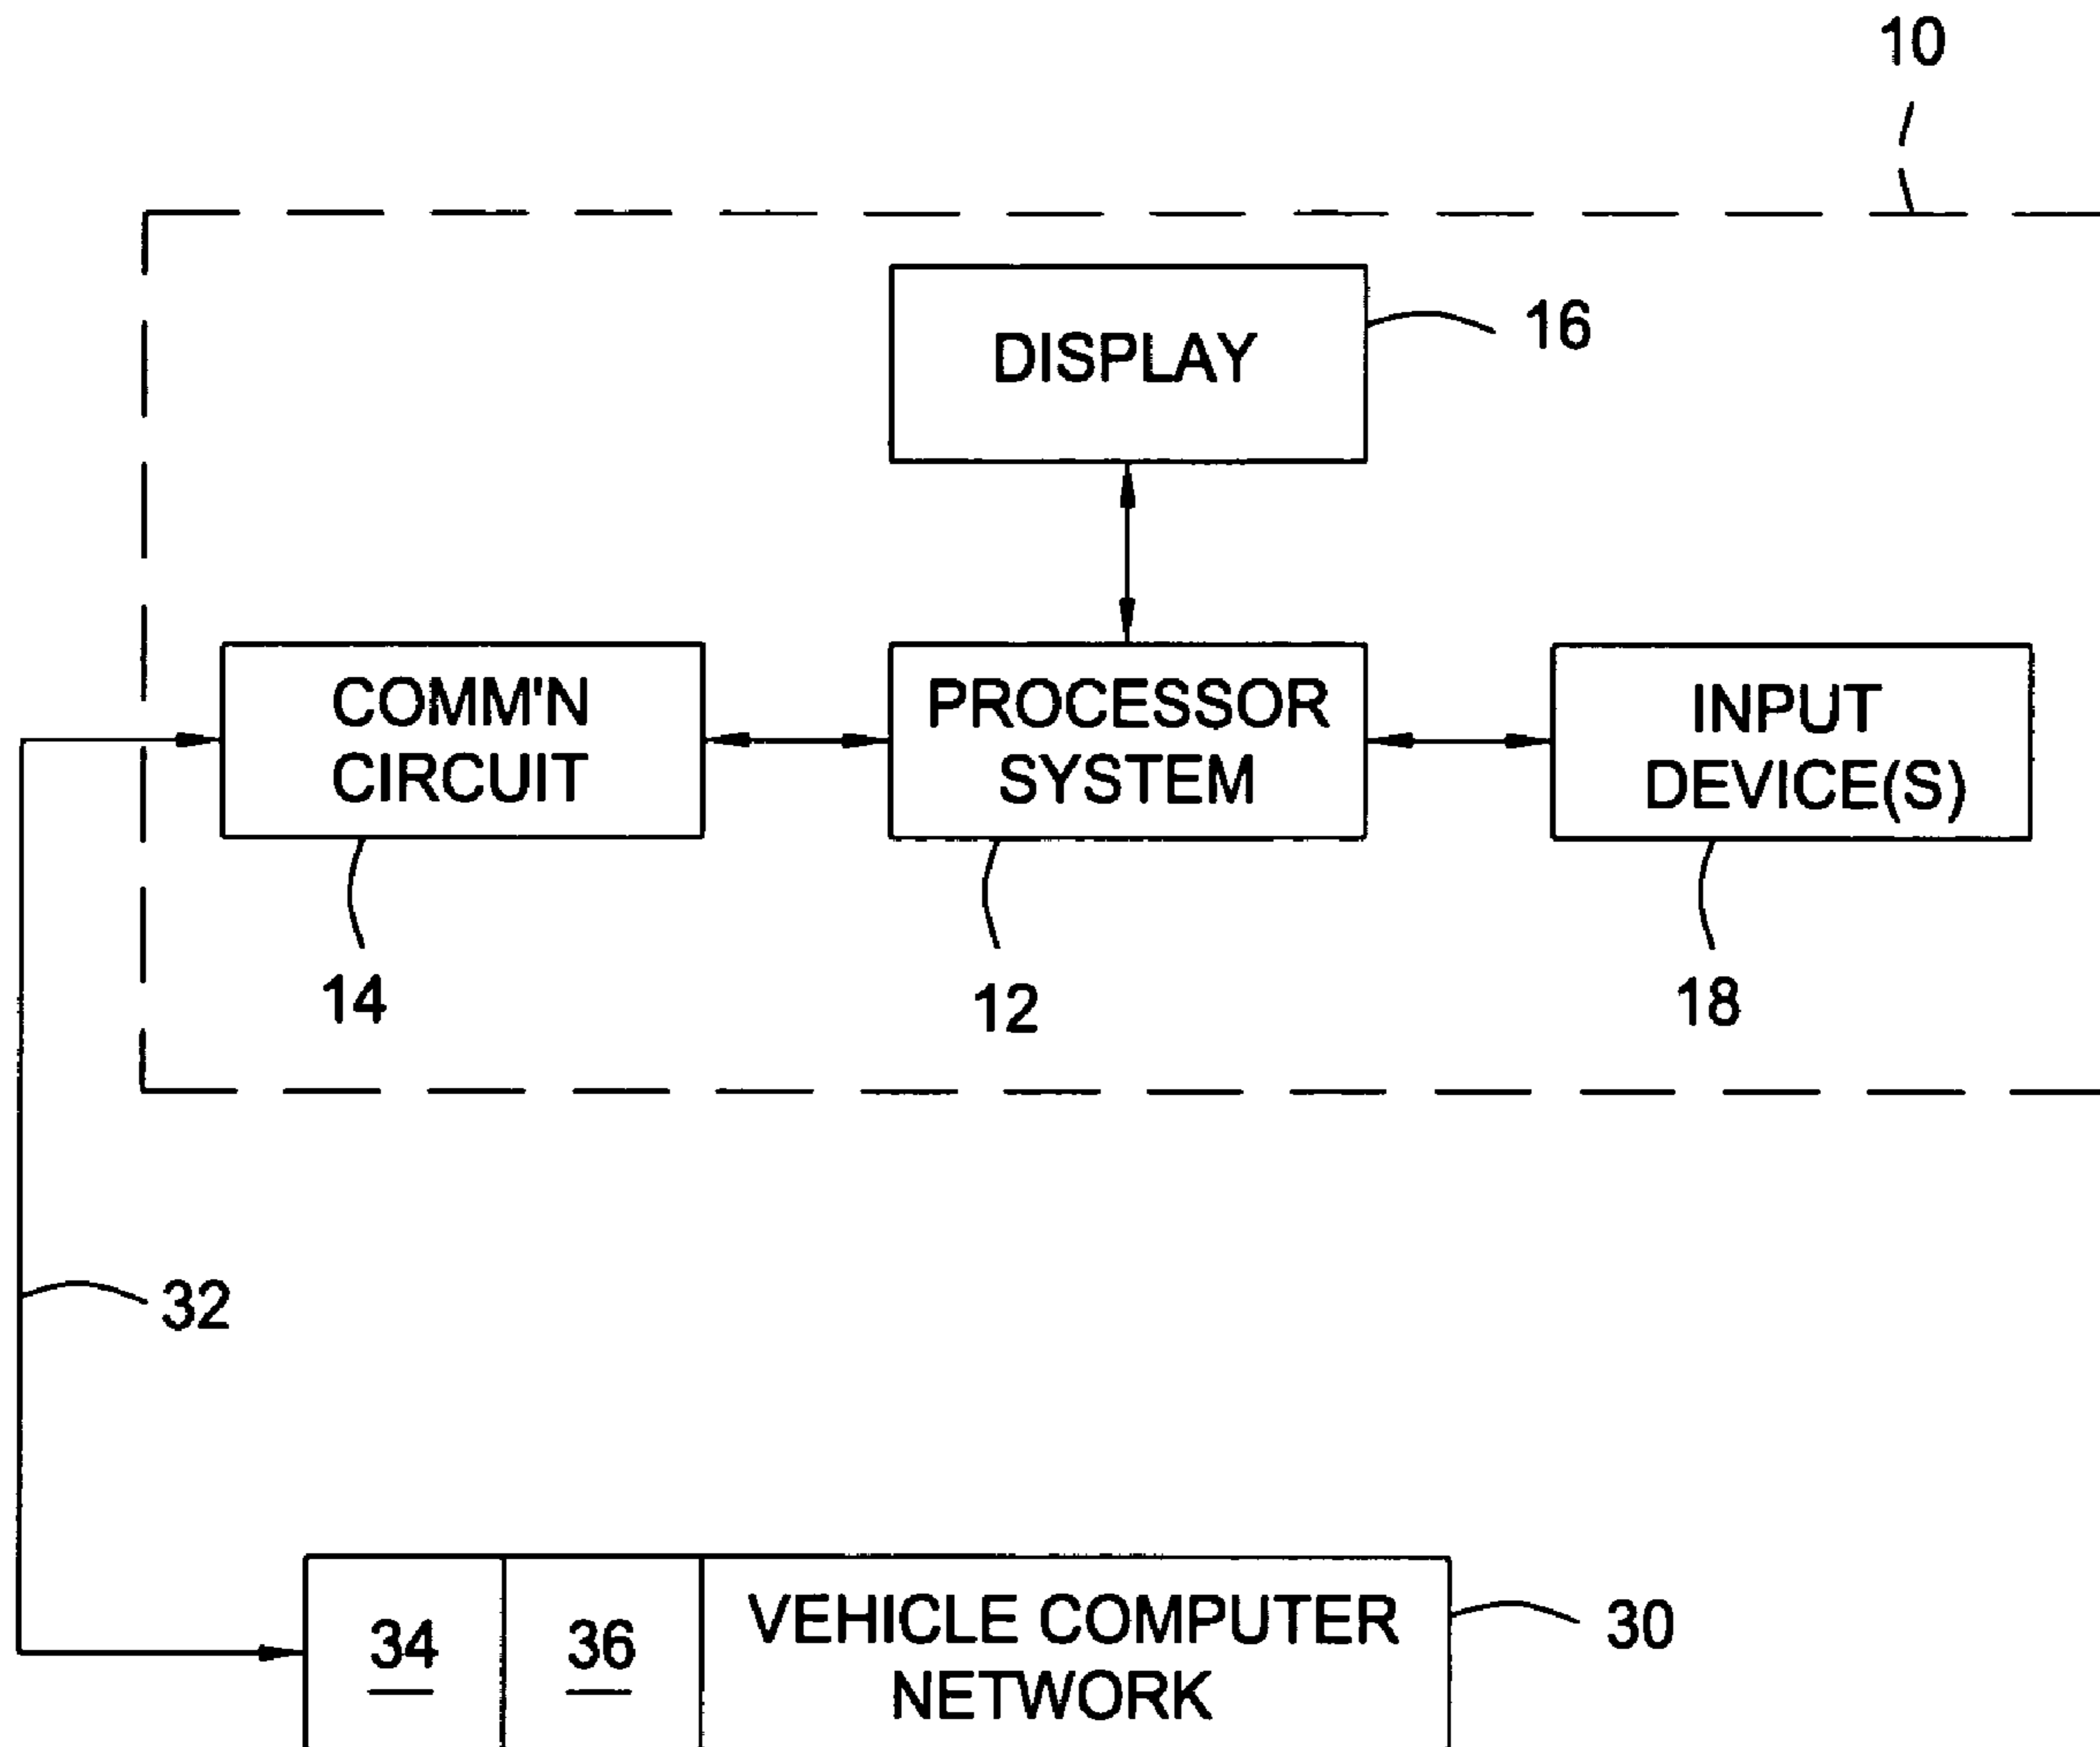 10
DISPLAY
16
COMM'N
CIRCUIT
PROCESSOR
SYSTEM
INPUT
DEVICE(S)
14
12
18
32
34
36
VEHICLE COMPUTER
NETWORK
30